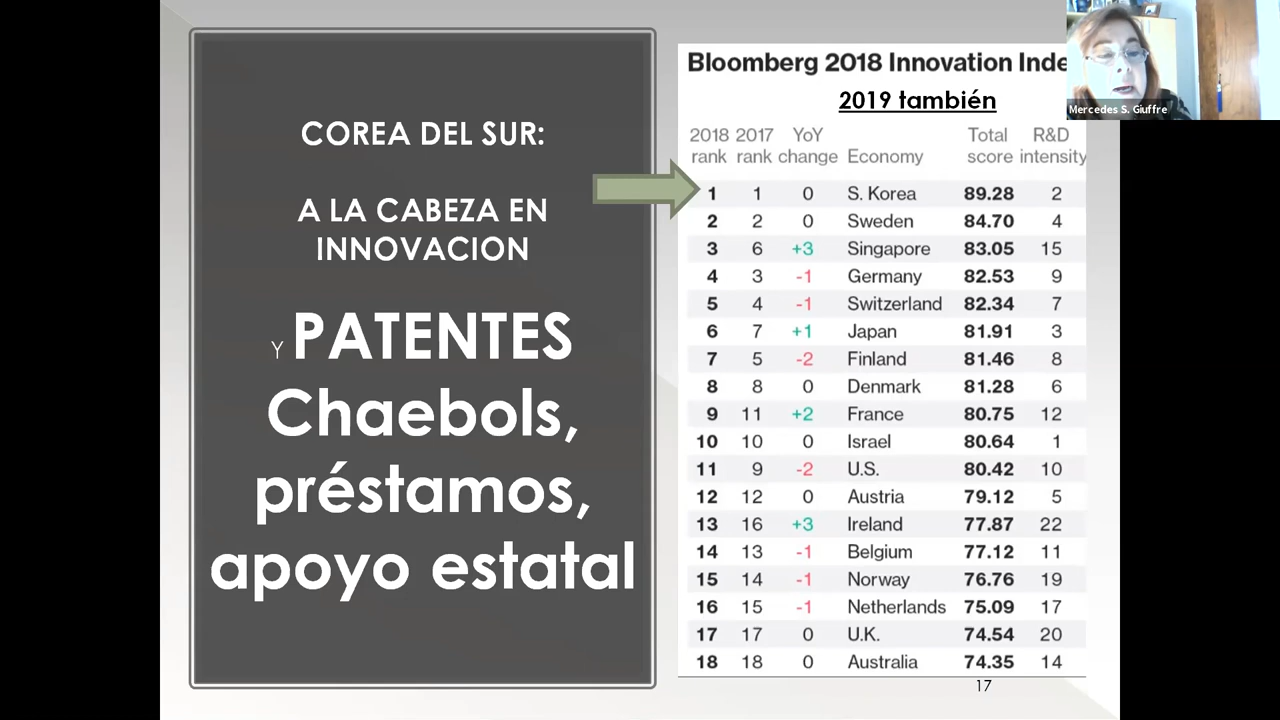 COREA DEL SUR:
A LA CABEZA EN
INNOVACION
Y PATENTES
Chaebols,
préstamos,
apoyo estatal
Bloomberg 2018 Innovation Inde
2019 también
2018 rank 2017 rank YoY change Economy Total score R&D intensity
1 1 0 S. Korea 89.28 2
2 2 0 Sweden 84.70 4
3 6 +3 Singapore 83.05 15
4 3 -1 Germany 82.53 9
5 4 -1 Switzerland 82.34 7
6 7 +1 Japan 81.91 3
7 5 -2 Finland 81.46 8
8 8 0 Denmark 81.28 6
9 11 +2 France 80.75 12
10 10 0 Israel 80.64 1
11 9 -2 U.S. 80.42 10
12 12 0 Austria 79.12 5
13 16 +3 Ireland 77.87 22
14 13 -1 Belgium 77.12 11
15 14 -1 Norway 76.76 19
16 15 -1 Netherlands 75.09 17
17 17 0 U.K. 74.54 20
18 18 0 Australia 74.35 14
17
Mercedes S. Giuffre